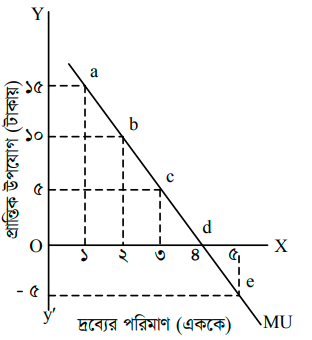 Y
১৫
a
১০
b
৫
c
প্রান্তিক উপযোগ (টাকায়)
O
১
২
৩
৪
d
৫
X
- ৫
e
y′
দ্রব্যের পরিমাণ (এককে)
MU